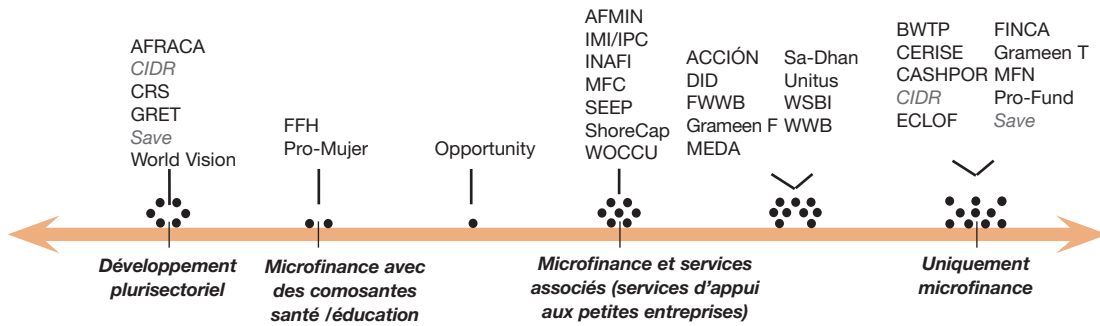 AFRACA
CIDR
CRS
GRET
Save
World Vision
FFH
Pro-Mujer
Opportunity
AFMIN
IMI/IPC
INAFI
MFC
SEEP
ShoreCap
WOCCU
ACCIÓN
DID
FWWB
Grameen F
MEDA
Sa-Dhan
Unitus
WSBI
WWB
BWTP
CERISE
CASHPOR
CIDR
ECLOF
FINCA
Grameen T
MFN
Pro-Fund
Save
Développement
plurisectoriel
Microfinance avec
des comosantes
santé /éducation
Microfinance et services
associés (services d'appui
aux petites entreprises)
Uniquement
microfinance